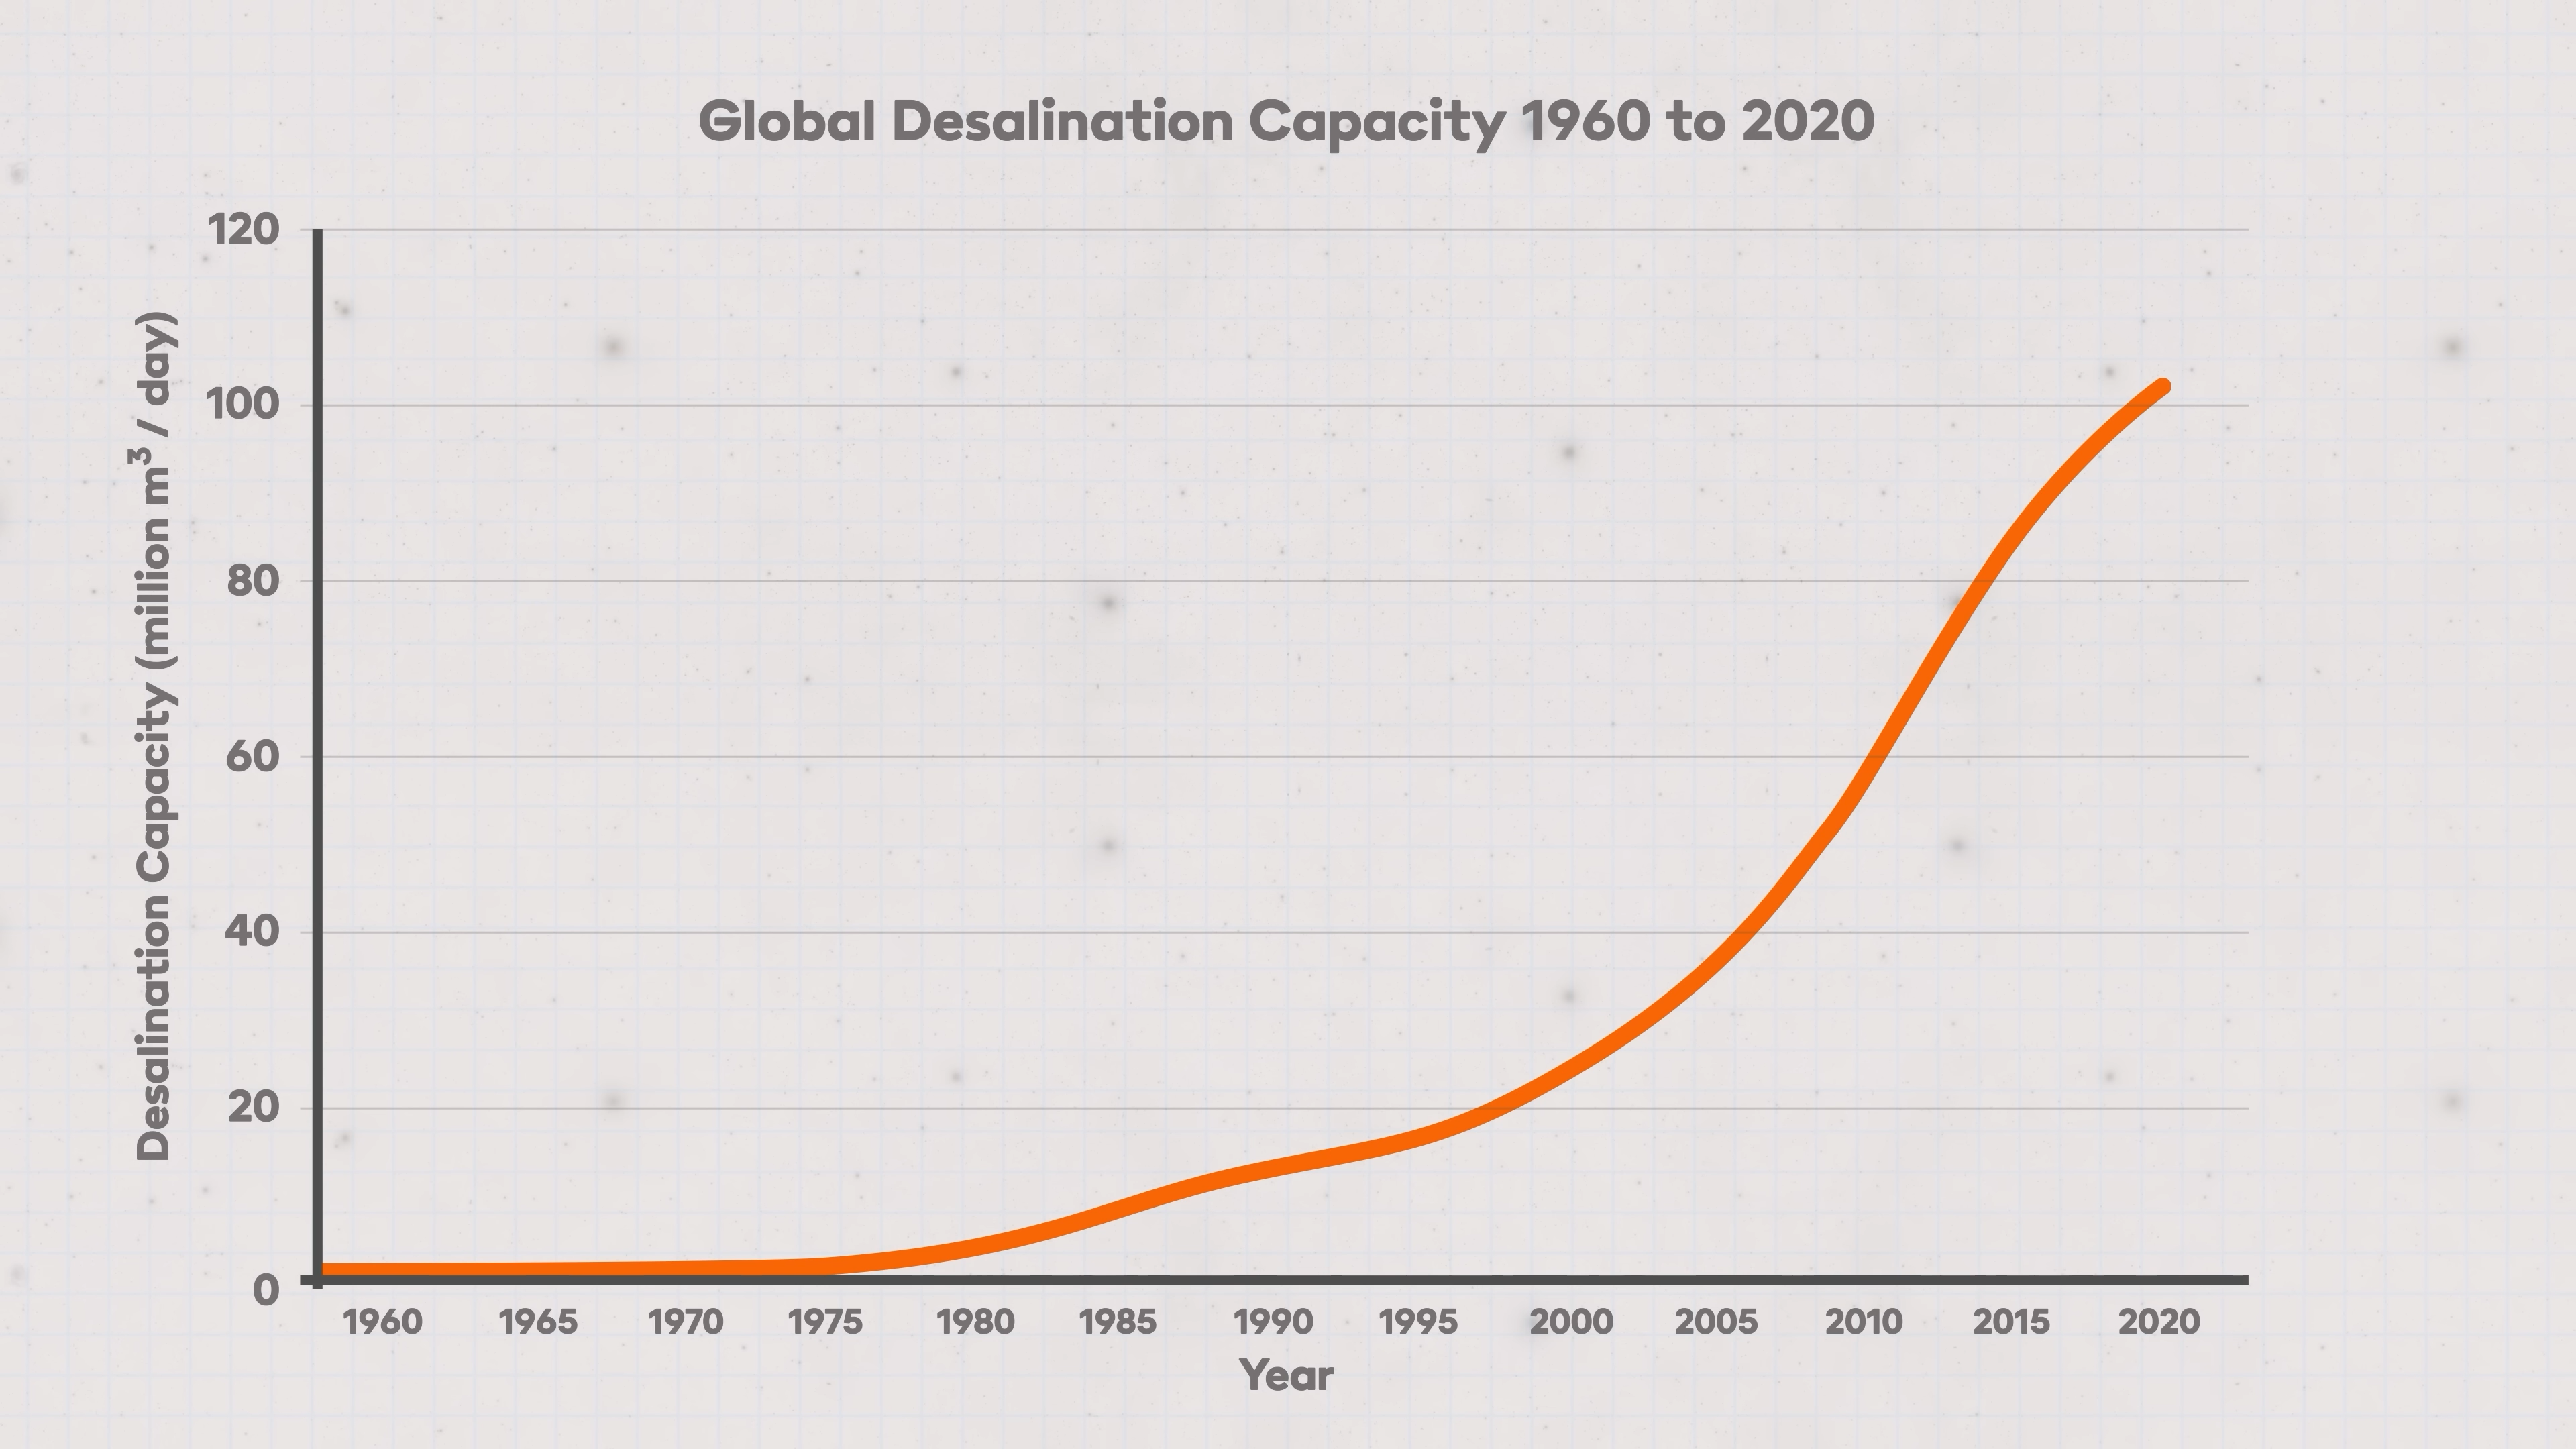 Global Desalination Capacity 1960 to 2020
Desalination Capacity (million m³ / day)
120
100
80
60
40
20
0
1960 1965 1970 1975 1980 1985 1990 1995 2000 2005 2010 2015 2020
Year